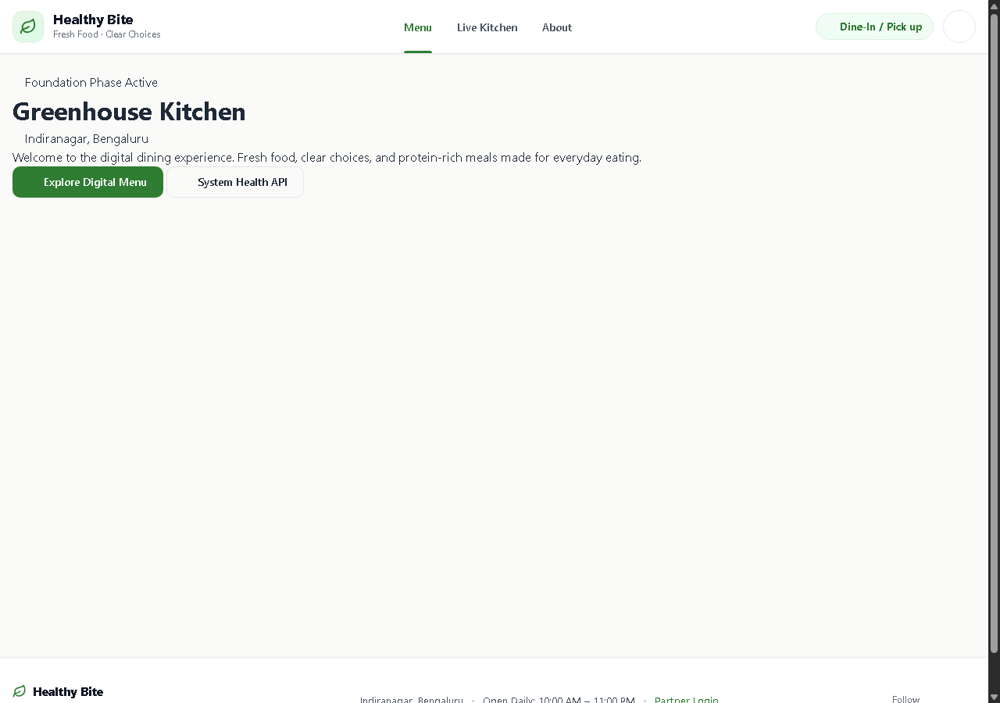 Healthy Bite
Fresh Food · Clear Choices
Menu
Live Kitchen
About
Dine-In / Pick up
Foundation Phase Active
Greenhouse Kitchen
Indiranagar, Bengaluru
Welcome to the digital dining experience. Fresh food, clear choices, and protein-rich meals made for everyday eating.
Explore Digital Menu
System Health API
Healthy Bite
Indiranagar, Bengaluru • Open Daily: 10:00 AM – 11:00 PM • Partner Login
Follow